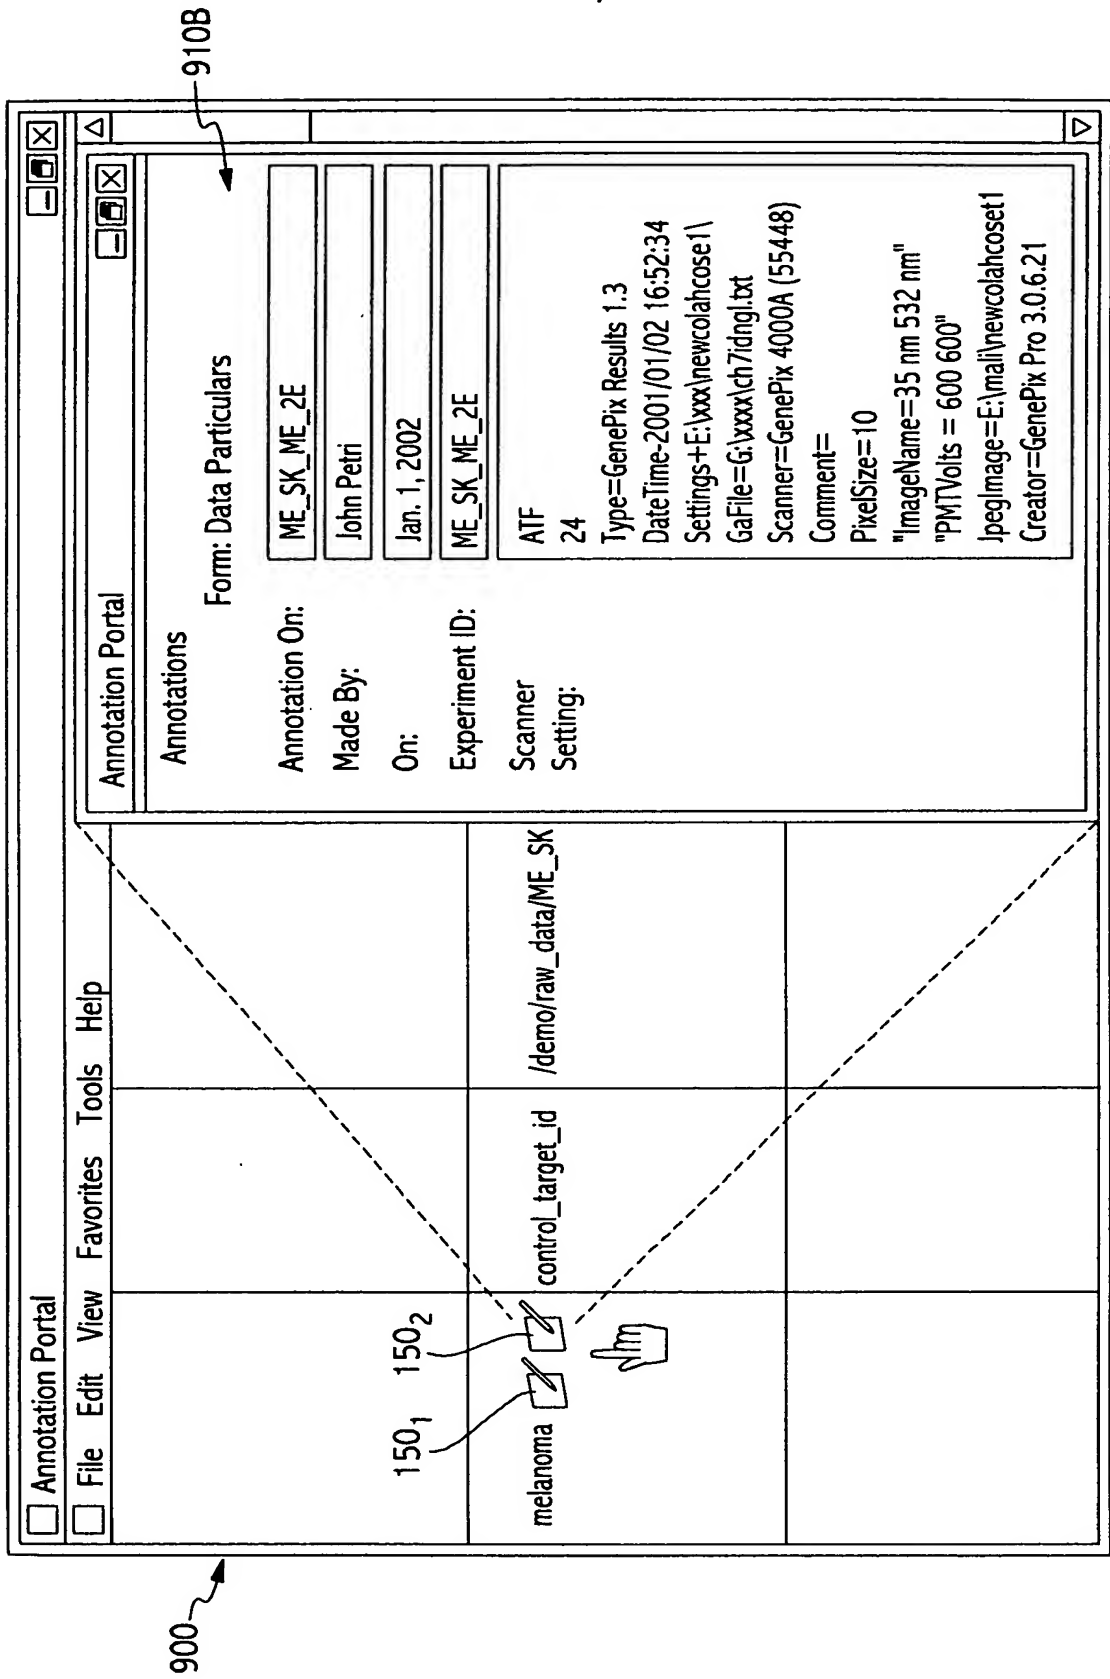 900
Annotation Portal
File Edit View Favorites Tools Help
melanoma
150₁
150₂
control_target_id
/demo/raw_data/ME_SK
910B
Annotation Portal
Annotations
Form: Data Particulars
Annotation On: ME_SK_ME_2E
Made By: John Petri
On: Jan. 1, 2002
Experiment ID: ME_SK_ME_2E
Scanner
Setting:
ATF
24
Type=GenePix Results 1.3
DateTime-2001/01/02 16:52:34
Settings+E:\xxx\newcolahcose1\
GaFile=G:\xxxx\ch7idngl.txt
Scanner=GenePix 4000A (55448)
Comment=
PixelSize=10
"ImageName=35 nm 532 nm"
"PMTVolts = 600 600"
JpegImage=E:\mali\newcolahcoset1
Creator=GenePix Pro 3.0.6.21